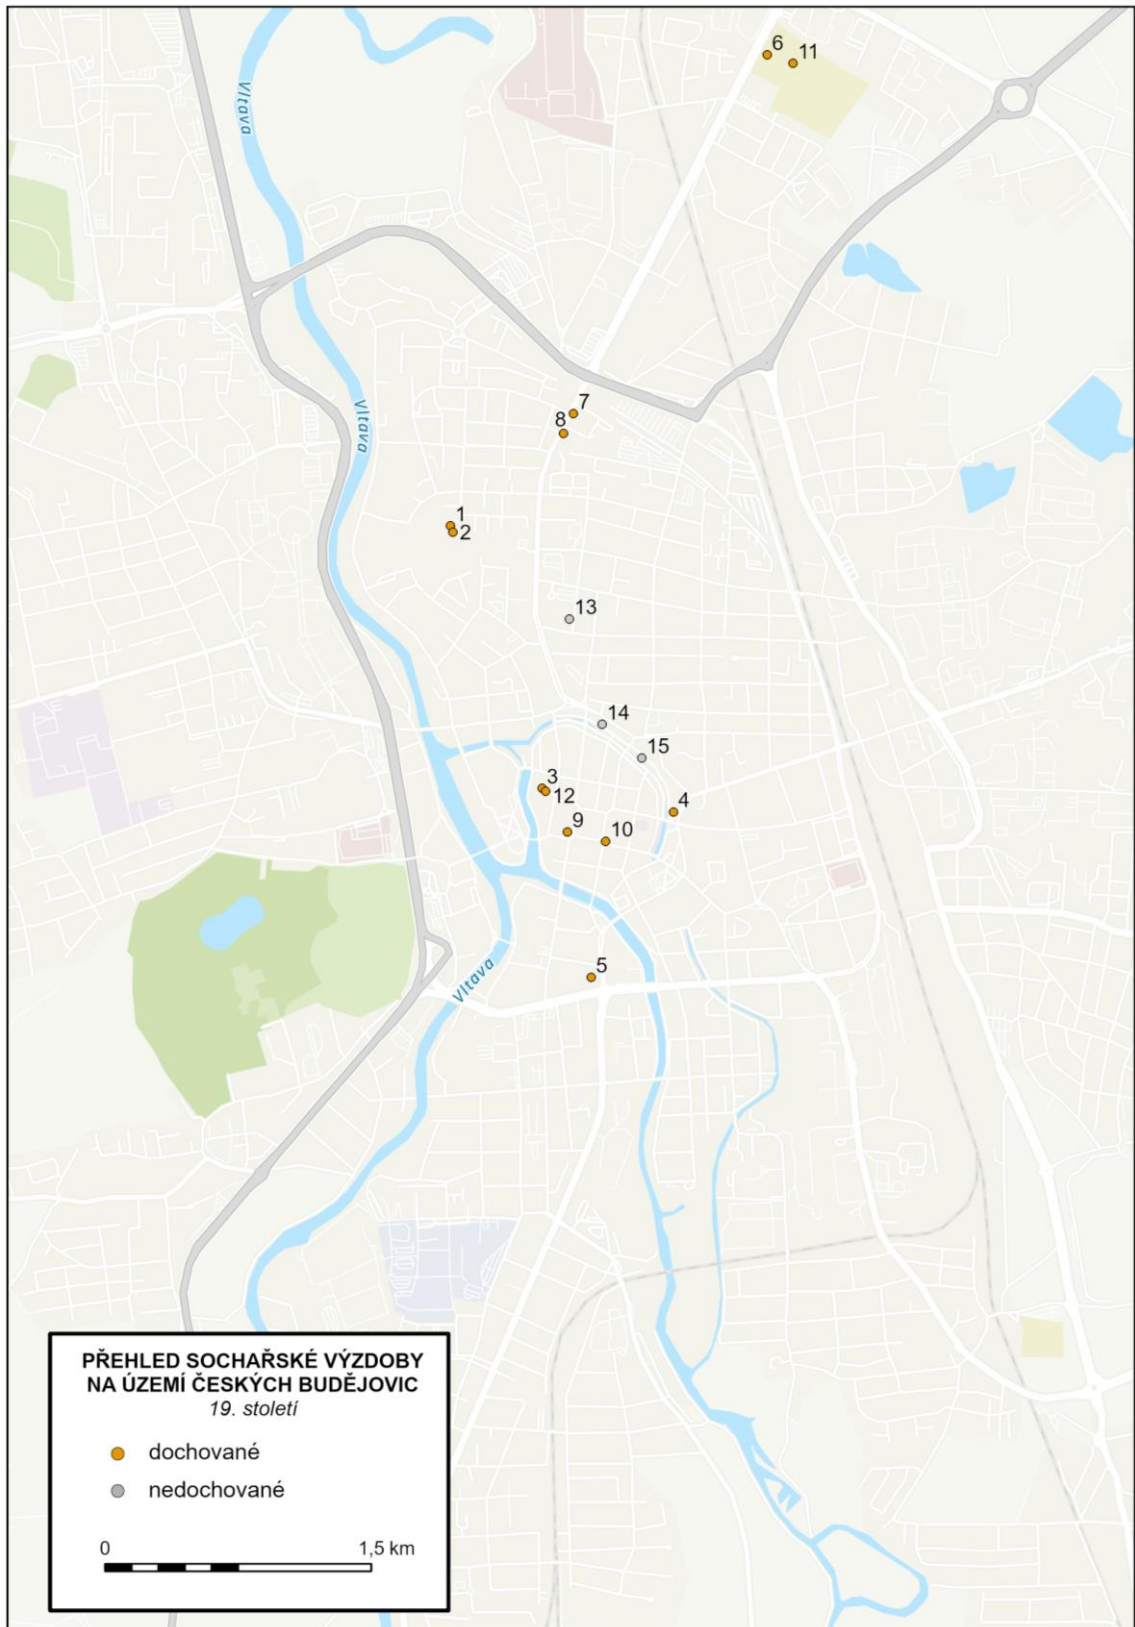 6
11
Vltava
7
8
Vltava
1
2
13
14
15
3
12
4
9
10
5
Vltava
PŘEHLED SOCHAŘSKÉ VÝZDOBY
NA ÚZEMÍ ČESKÝCH BUDĚJOVIC
19. století
dochované
nedochované
0 1,5 km